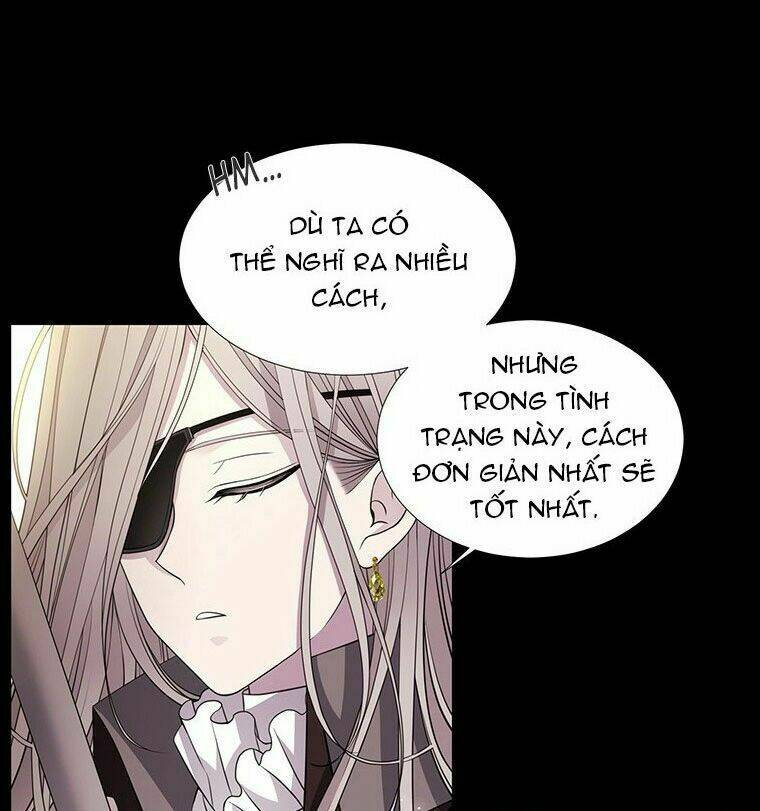 HM...
DÙ TA CÓ
THỂ NGHĨ RA NHIỀU
CÁCH,
NHƯNG
TRONG TÌNH
TRẠNG NÀY, CÁCH
ĐƠN GIẢN NHẤT SẼ
TỐT NHẤT.